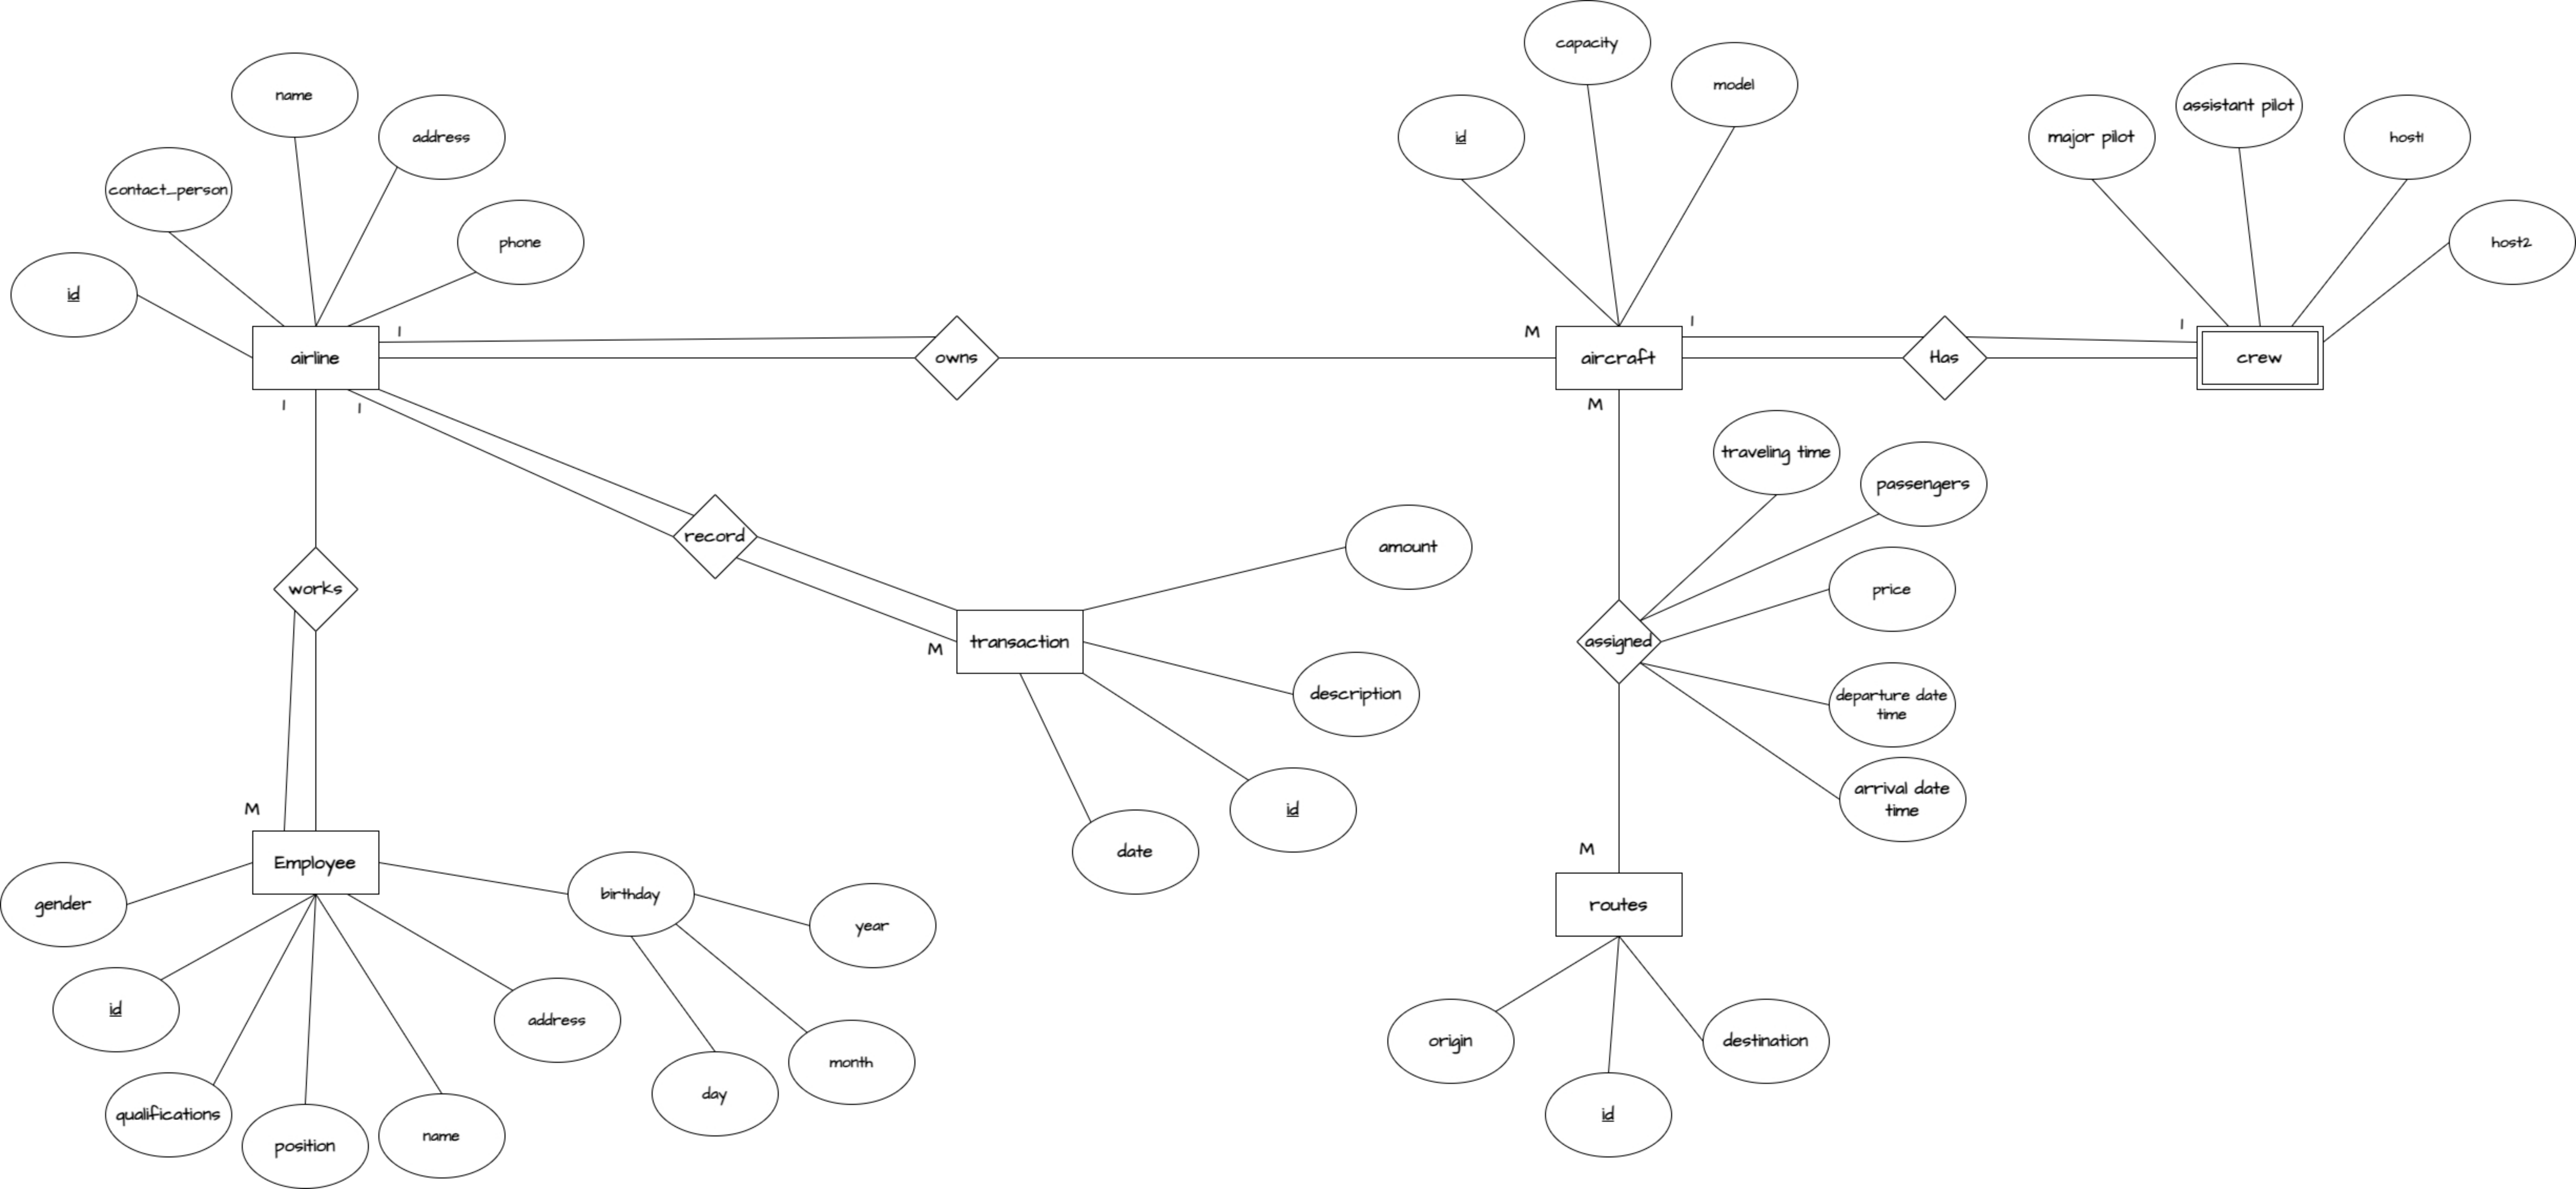 capacity
model
name
address
id
major pilot
assistant pilot
host1
contact_person
phone
host2
id
1
M
1
1
airline
owns
aircraft
Has
crew
1
1
M
traveling time
passengers
record
amount
works
price
assigned
transaction
M
description
departure date
time
arrival date
time
M
id
date
M
Employee
gender
birthday
year
routes
id
address
month
day
origin
destination
qualifications
position
name
id